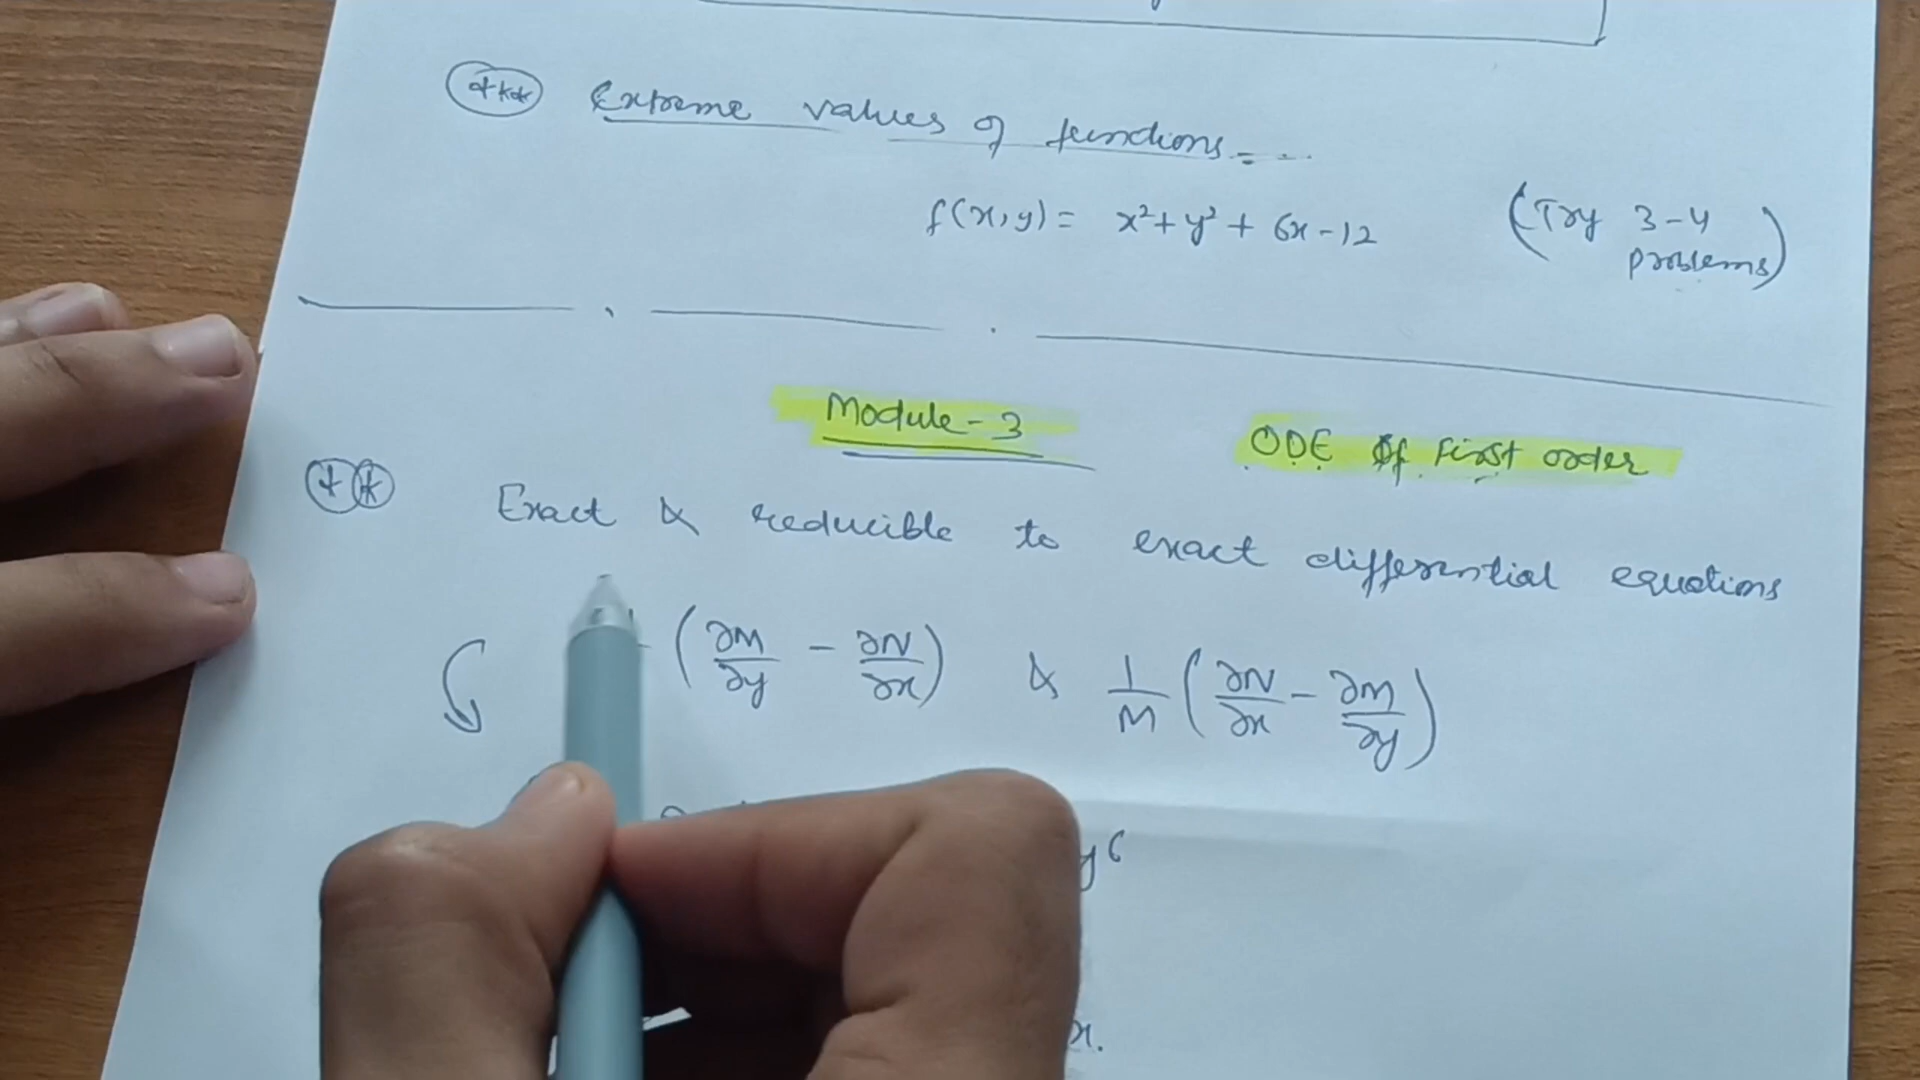 *** Extreme values of functions - ..
f(x,y) = x² + y² + 6x - 12 (Try 3-4 problems)
Module - 3 ODE of First order
** Exact & reducible to exact differential equations
(∂M/∂y - ∂N/∂x) & 1/M (∂N/∂x - ∂M/∂y)
y⁶
x.